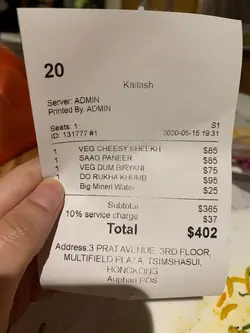 20
Kailash
Server: ADMIN
Printed By: ADMIN
Seats: 1 S1
ID: 131777 #1 2020-05-15 19:31
1 VEG CHEESY SHEEKH $85
1 SAAG PANEER $85
1 VEG DUM BIRYANI $75
1 DO RUKHA KHUMB $95
1 Big Minerl Water $25
Subtotal $365
10% service charge $37
Total $402
Address:3 PRAT AVENUE, 3RD FLOOR,
MULTIFIELD PLAZA, TSIMSHASUI,
HONGKONG
Auphan POS